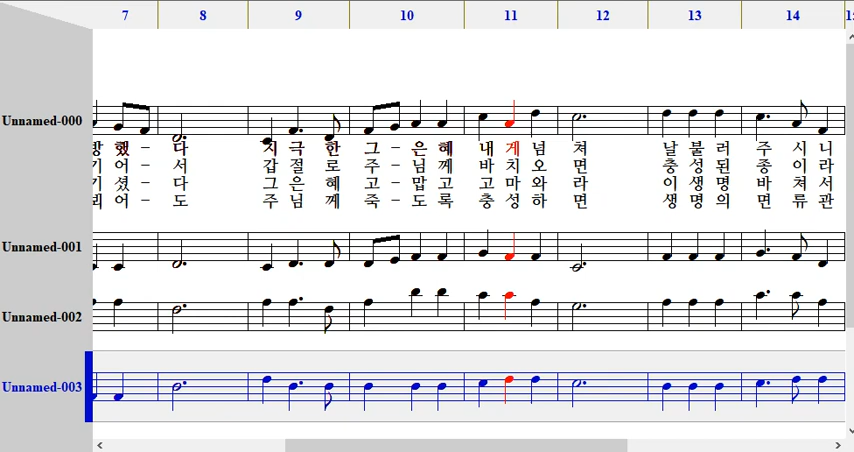 7 8 9 10 11 12 13 14
Unnamed-000
방 했 - 다 지 극 한 그 - 은 혜 내 게 넘 쳐 날 불 러 주 시 니
기 어 - 서 갑 절 로 주 - 님 께 바 치 오 면 충 성 된 종 이 라
기 셨 - 다 그 은 혜 고 - 맙 고 고 마 와 라 이 생 명 바 쳐 서
되 어 - 도 주 님 께 죽 - 도 록 충 성 하 면 생 명 의 면 류 관
Unnamed-001
Unnamed-002
Unnamed-003